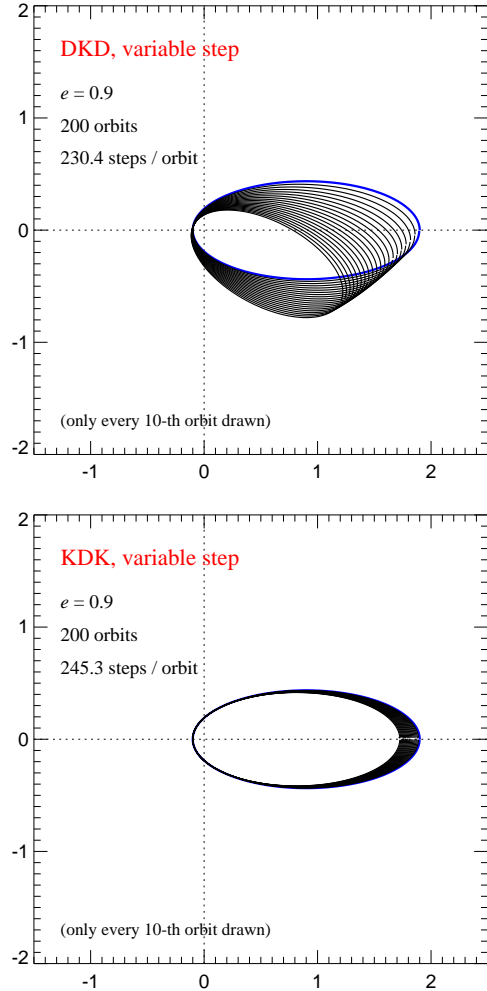 2
DKD, variable step
e = 0.9
1
200 orbits
230.4 steps / orbit
0
-1
(only every 10-th orbit drawn)
-2
-1 0 1 2
2
KDK, variable step
e = 0.9
1
200 orbits
245.3 steps / orbit
0
-1
(only every 10-th orbit drawn)
-2
-1 0 1 2